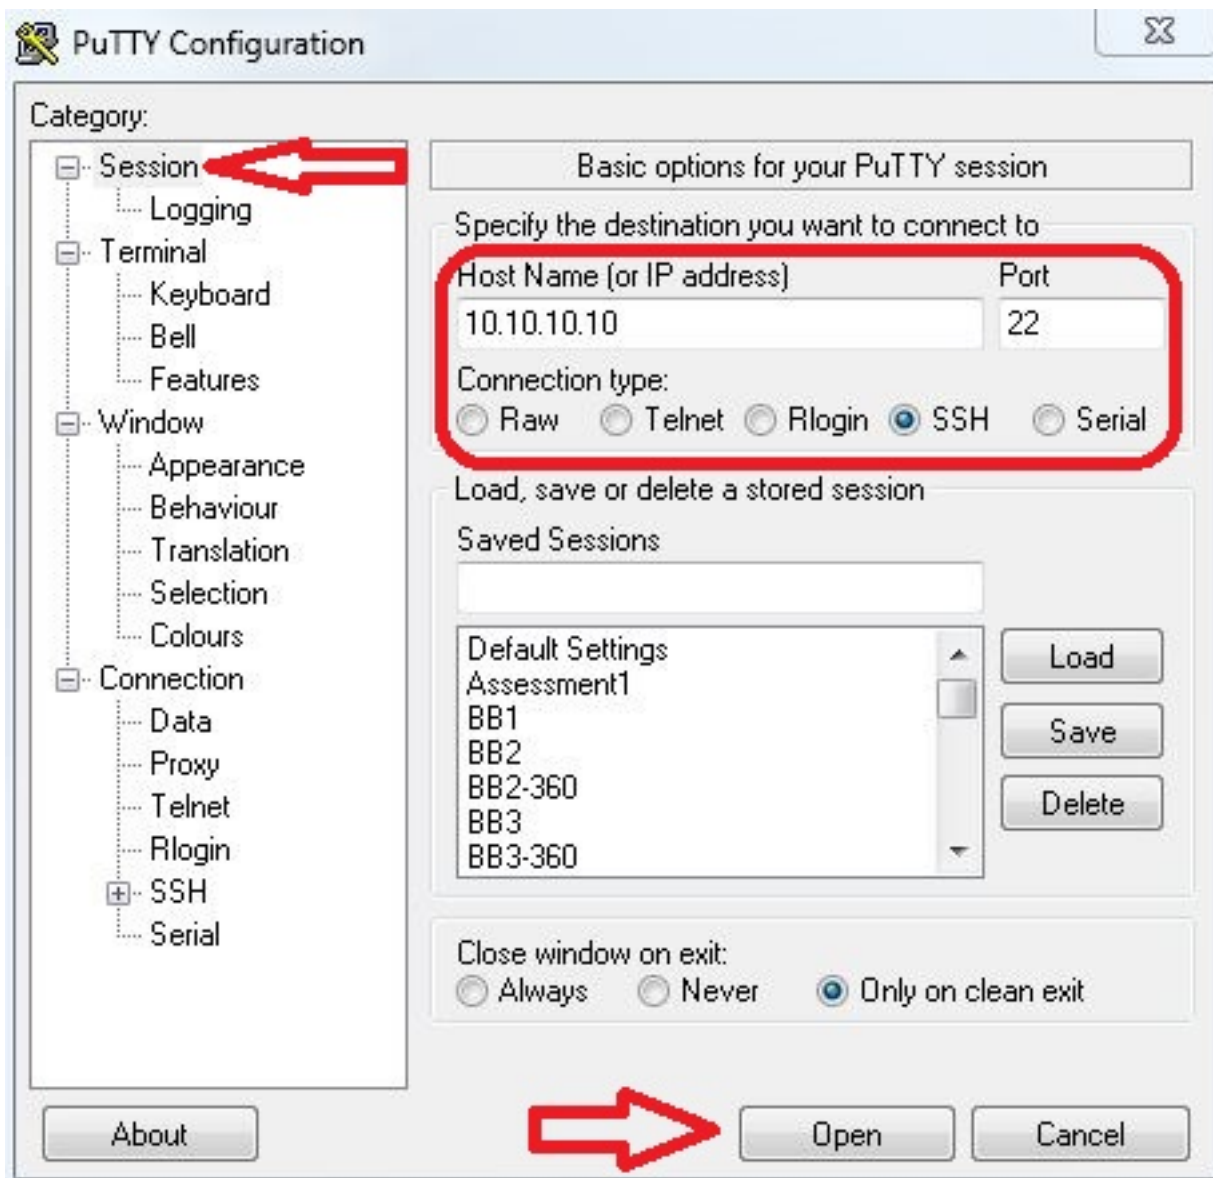 PuTTY Configuration
Category:
Session
Logging
Terminal
Keyboard
Bell
Features
Window
Appearance
Behaviour
Translation
Selection
Colours
Connection
Data
Proxy
Telnet
Rlogin
SSH
Serial
Basic options for your PuTTY session
Specify the destination you want to connect to
Host Name (or IP address) Port
10.10.10.10 22
Connection type:
Raw Telnet Rlogin SSH Serial
Load, save or delete a stored session
Saved Sessions
Default Settings
Assessment1
BB1
BB2
BB2-360
BB3
BB3-360
Load
Save
Delete
Close window on exit:
Always Never Only on clean exit
About Open Cancel